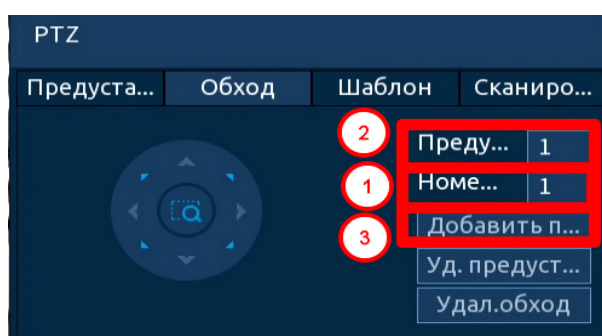 PTZ
Предуста... Обход Шаблон Сканиро...
2 Преду... 1
1 Номе... 1
3 Добавить п...
Уд. предуст...
Удал.обход